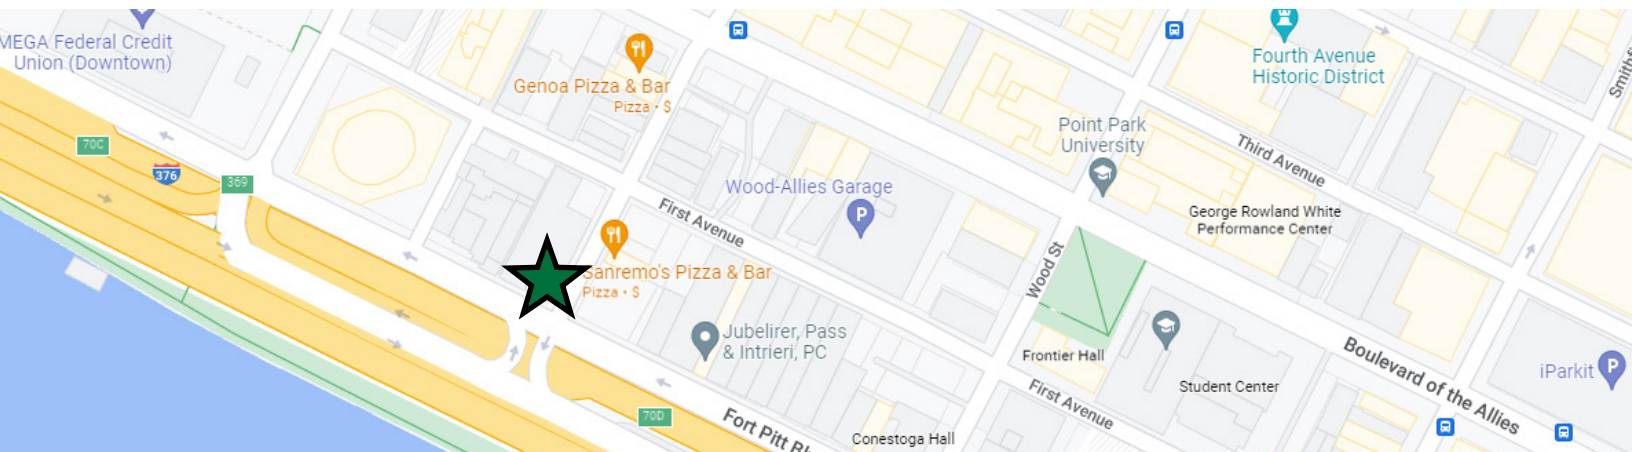 MEGA Federal Credit
Union (Downtown)
Genoa Pizza & Bar
Pizza • $
Fourth Avenue
Historic District
Point Park
University
Third Avenue
70C
376
369
Wood-Allies Garage
P
First Avenue
George Rowland White
Performance Center
Sanremo's Pizza & Bar
Pizza • $
Wood St
Jubelirer, Pass
& Intrieri, PC
Frontier Hall
Boulevard of the Allies
iParkit
P
Student Center
First Avenue
70D
Fort Pitt
Conestoga Hall